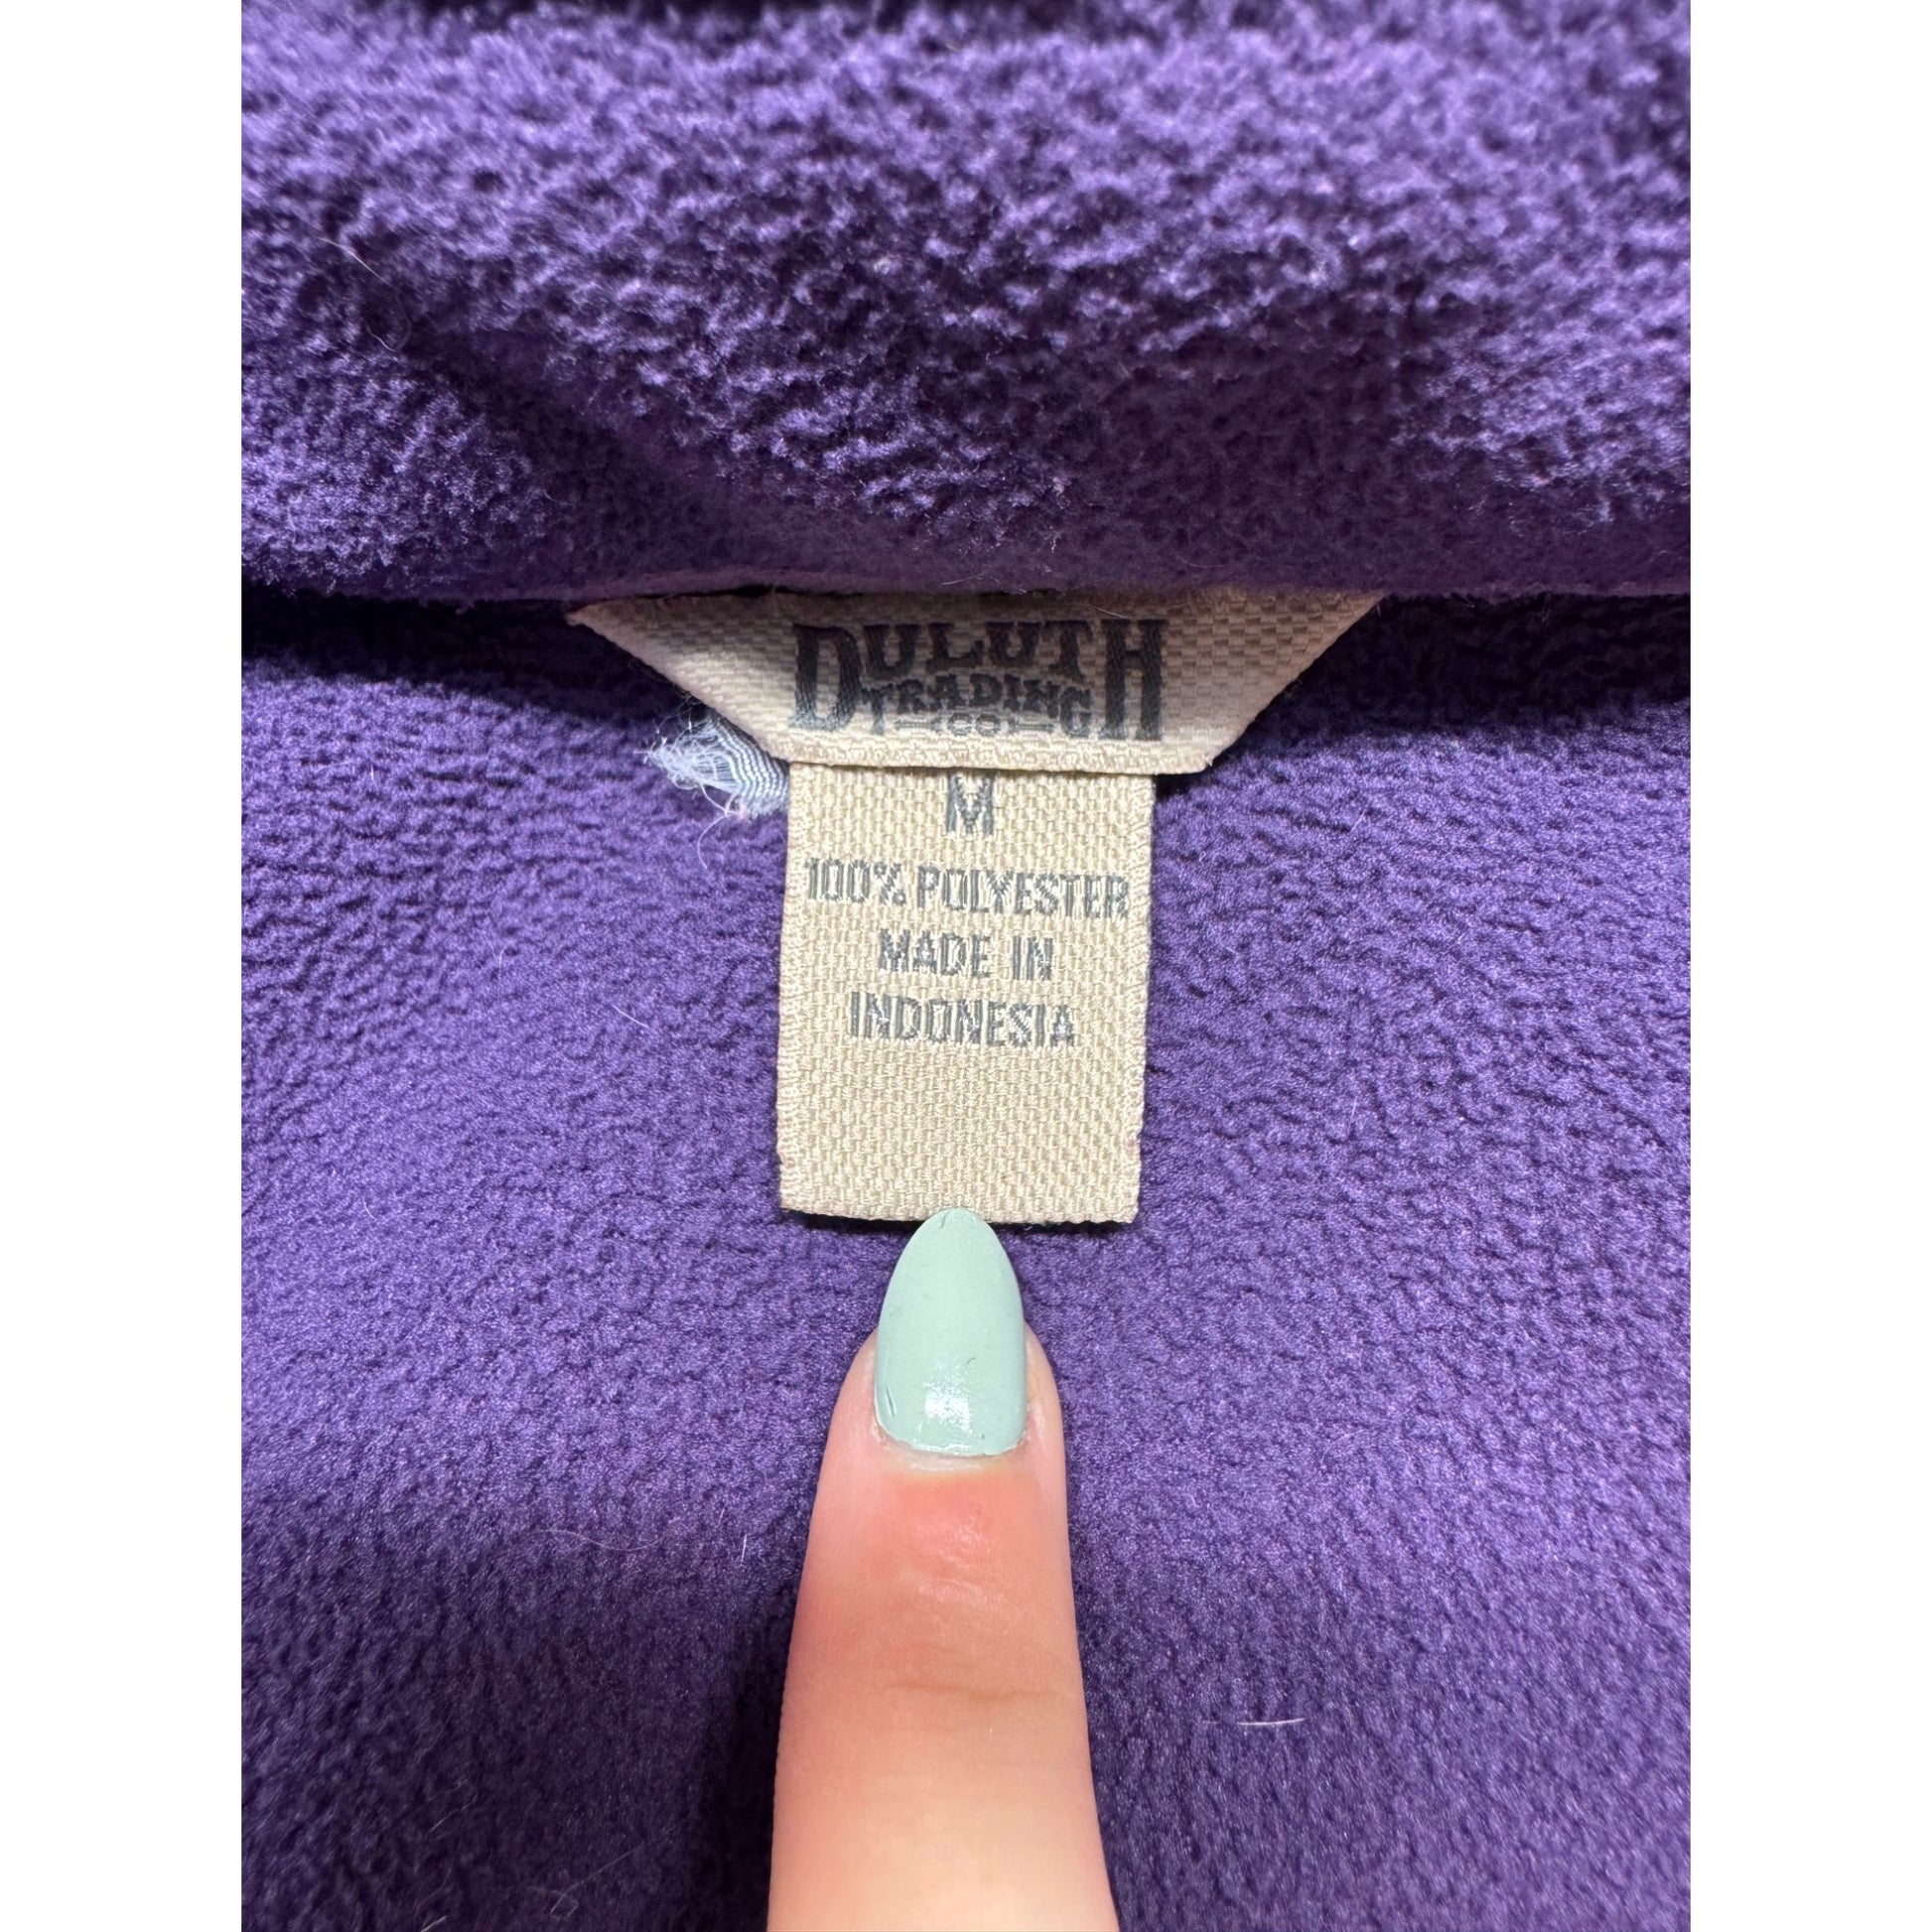 DULUTH
TRADING
CO
M
100% POLYESTER
MADE IN
INDONESIA